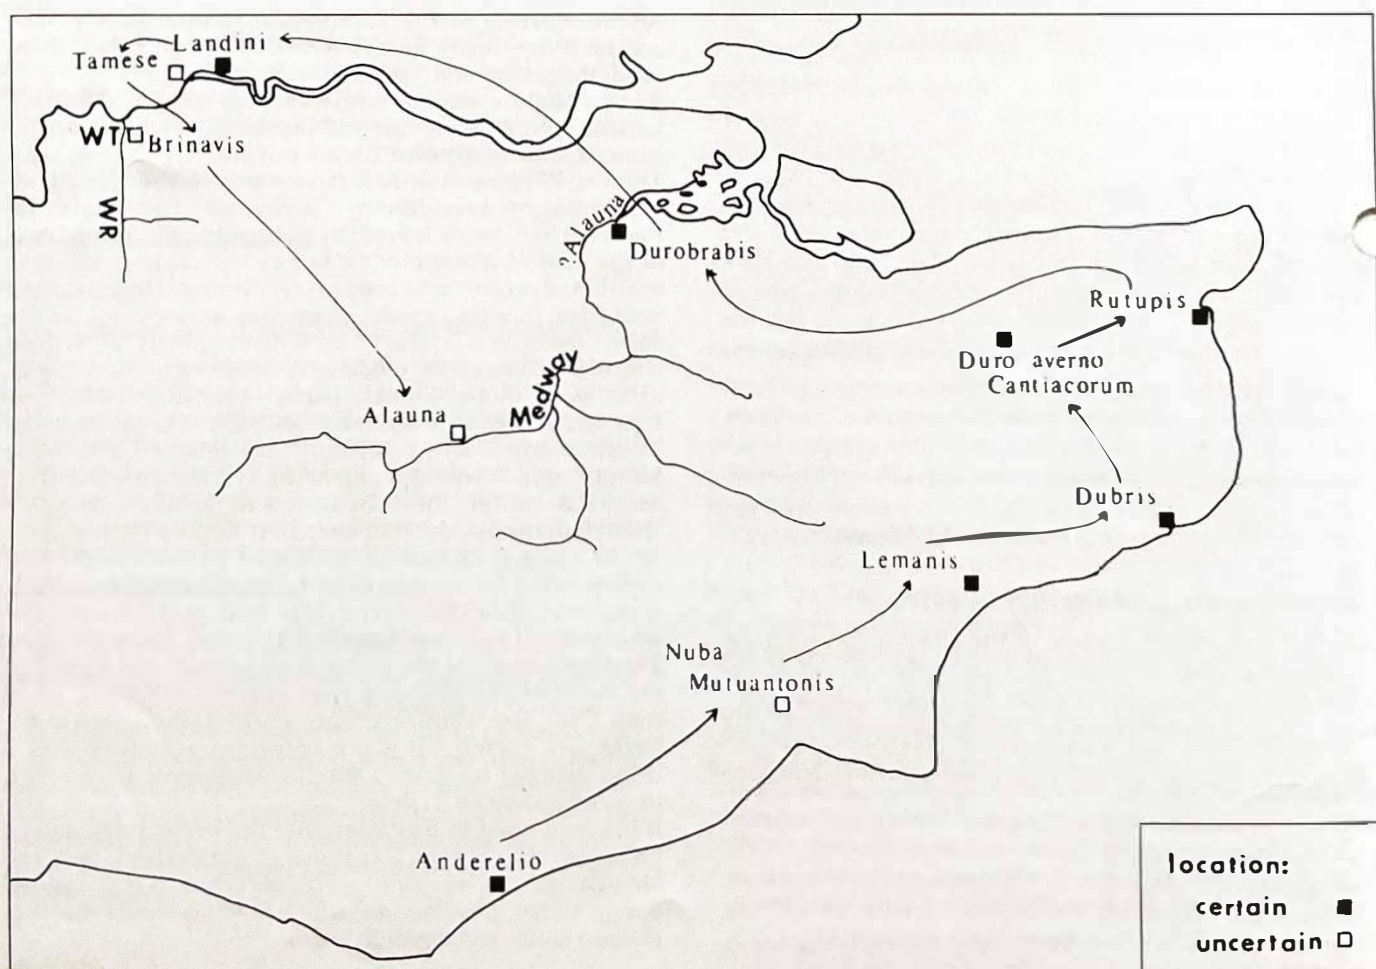 Landini
Tamese
WT
Brinavis
WR
?Alauna
Durobrabis
Rutupis
Duro averno
Cantiacorum
Medway
Alauna
Dubris
Lemanis
Nuba
Mutuantonis
Anderelio
location:
certain
uncertain